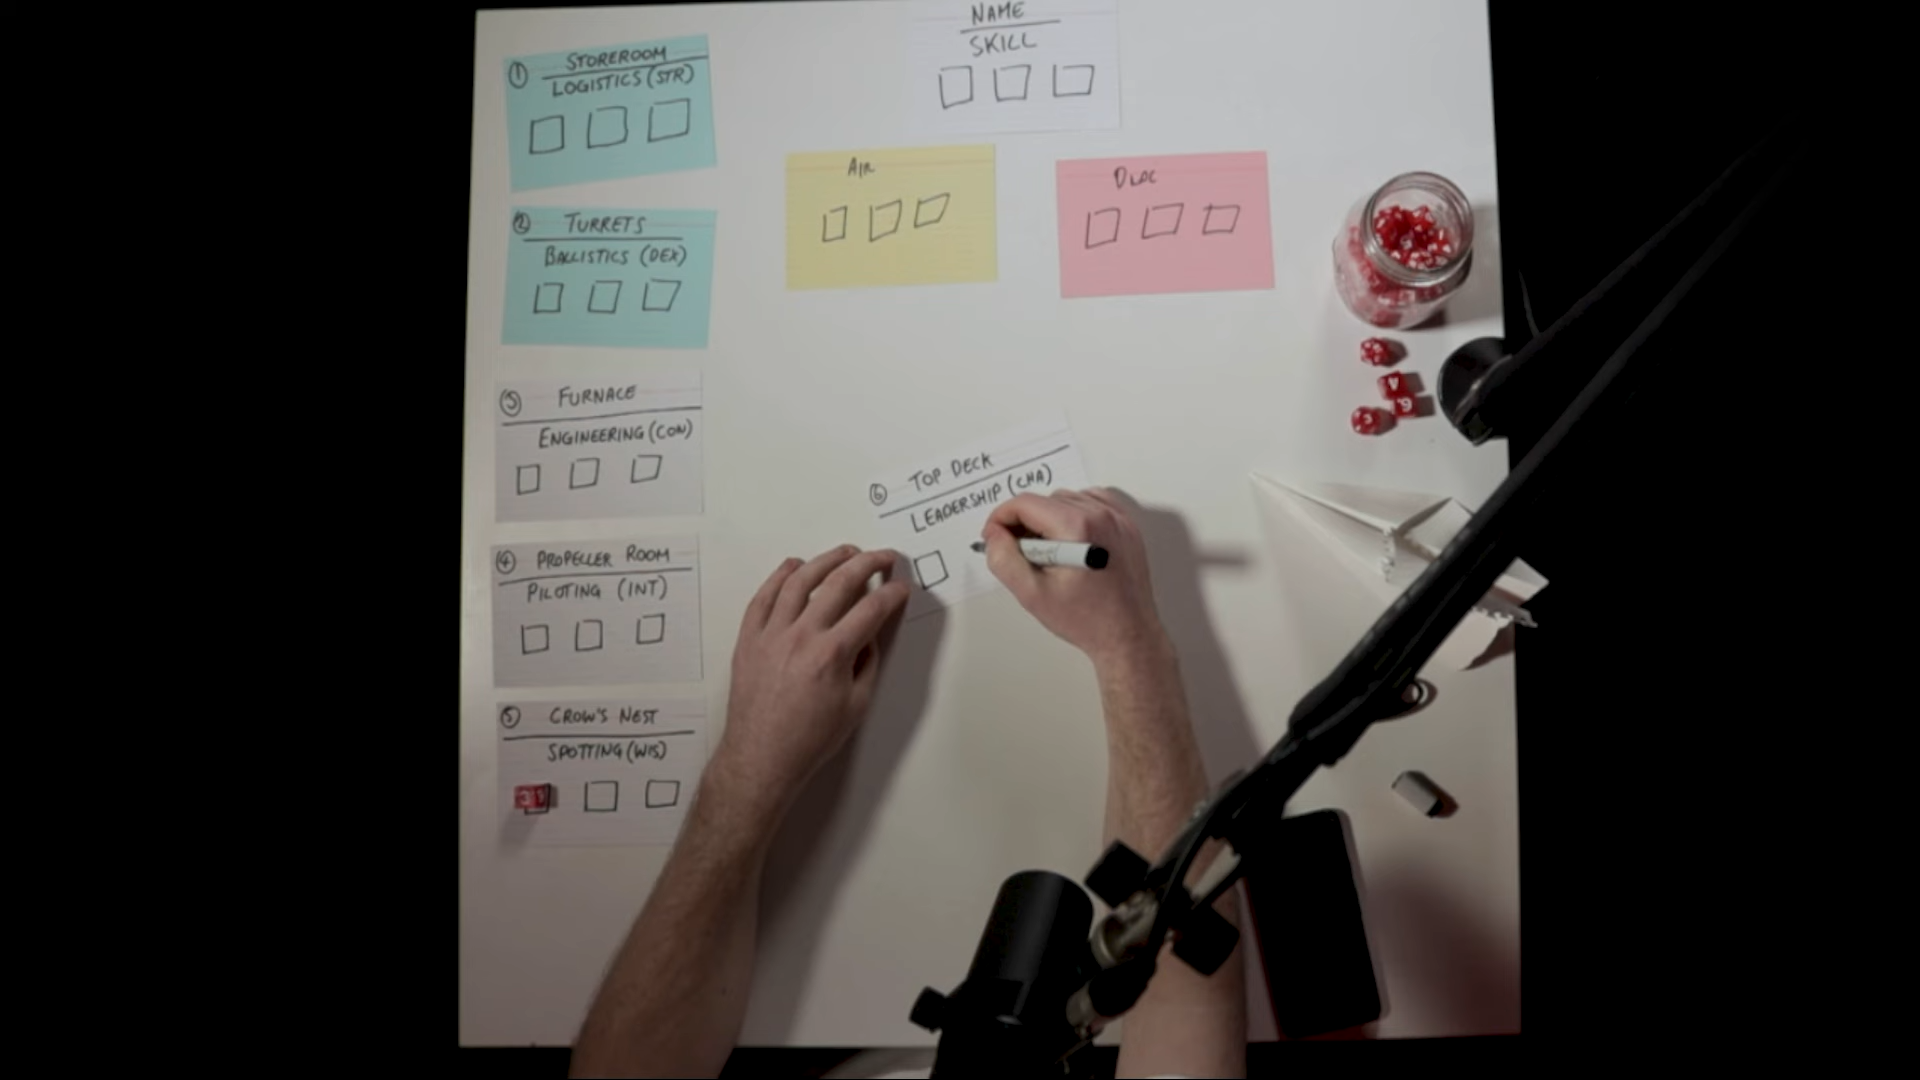 ① STOREROOM
LOGISTICS (STR)
② TURRETS
BALLISTICS (DEX)
③ FURNACE
ENGINEERING (CON)
④ PROPELLER ROOM
PILOTING (INT)
⑤ CROW'S NEST
SPOTTING (WIS)
NAME
SKILL
AIR
⑥ TOP DECK
LEADERSHIP (CHA)